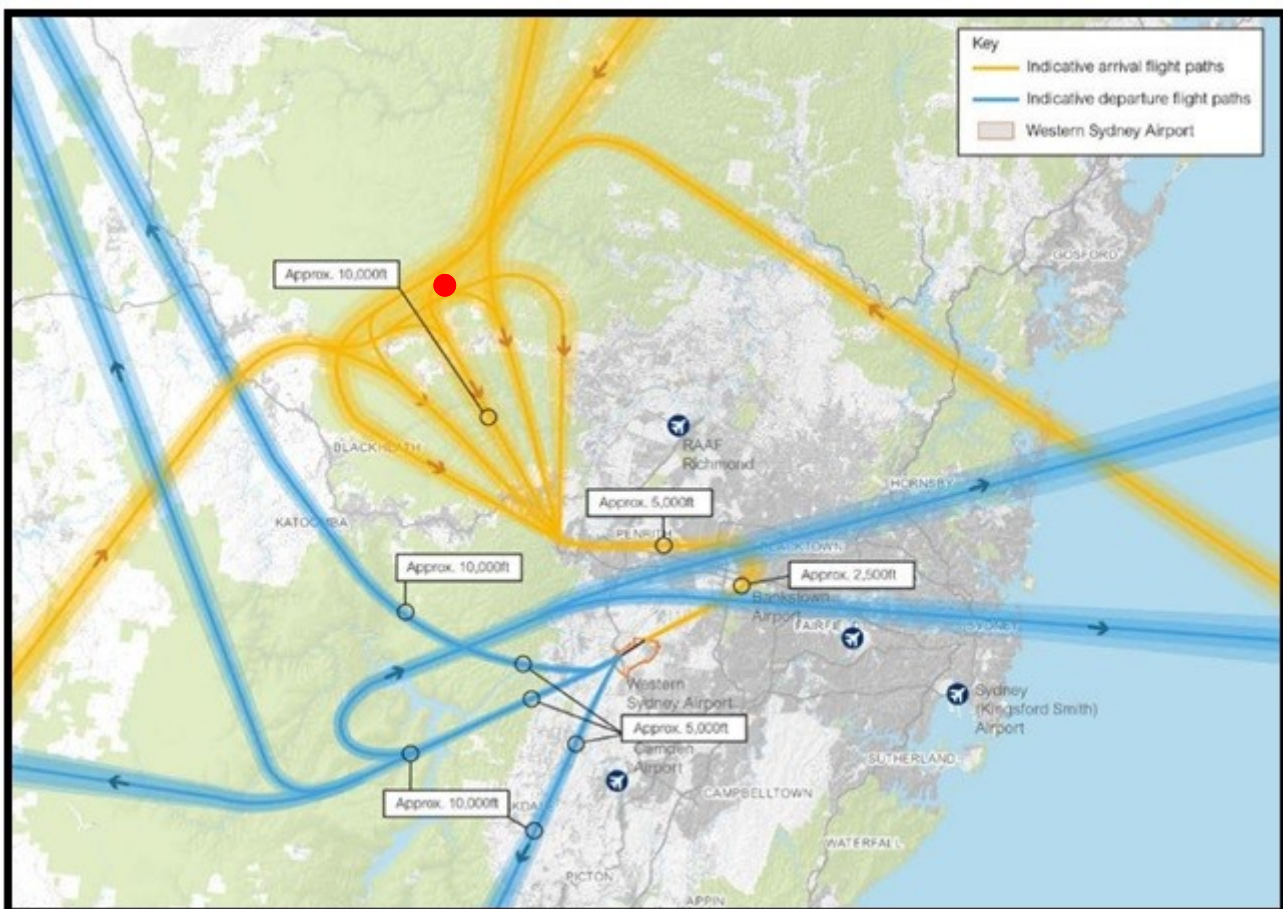 Key
Indicative arrival flight paths
Indicative departure flight paths
Western Sydney Airport
GOSFORD
Approx. 10,000ft
BLACKHEATH
RAAF
Richmond
HORNSBY
Approx. 5,000ft
KATOOMBA
PENRITH
BLACKTOWN
Approx. 10,000ft
Approx. 2,500ft
Bankstown
Airport
FAIRFIELD
SYDNEY
Western
Sydney Airport
Sydney
(Kingsford Smith)
Airport
Approx. 5,000ft
Camden
Airport
SUTHERLAND
Approx. 10,000ft
KDA
CAMPBELLTOWN
WATERFALL
PICTON
APPIN